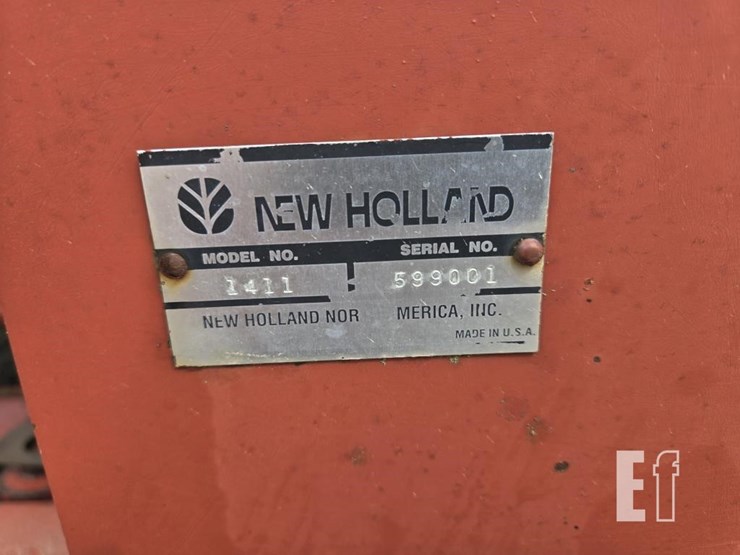 NEW HOLLAND
MODEL NO. SERIAL NO.
1411 599001
NEW HOLLAND NOR MERICA, INC.
MADE IN U.S.A.
Ef